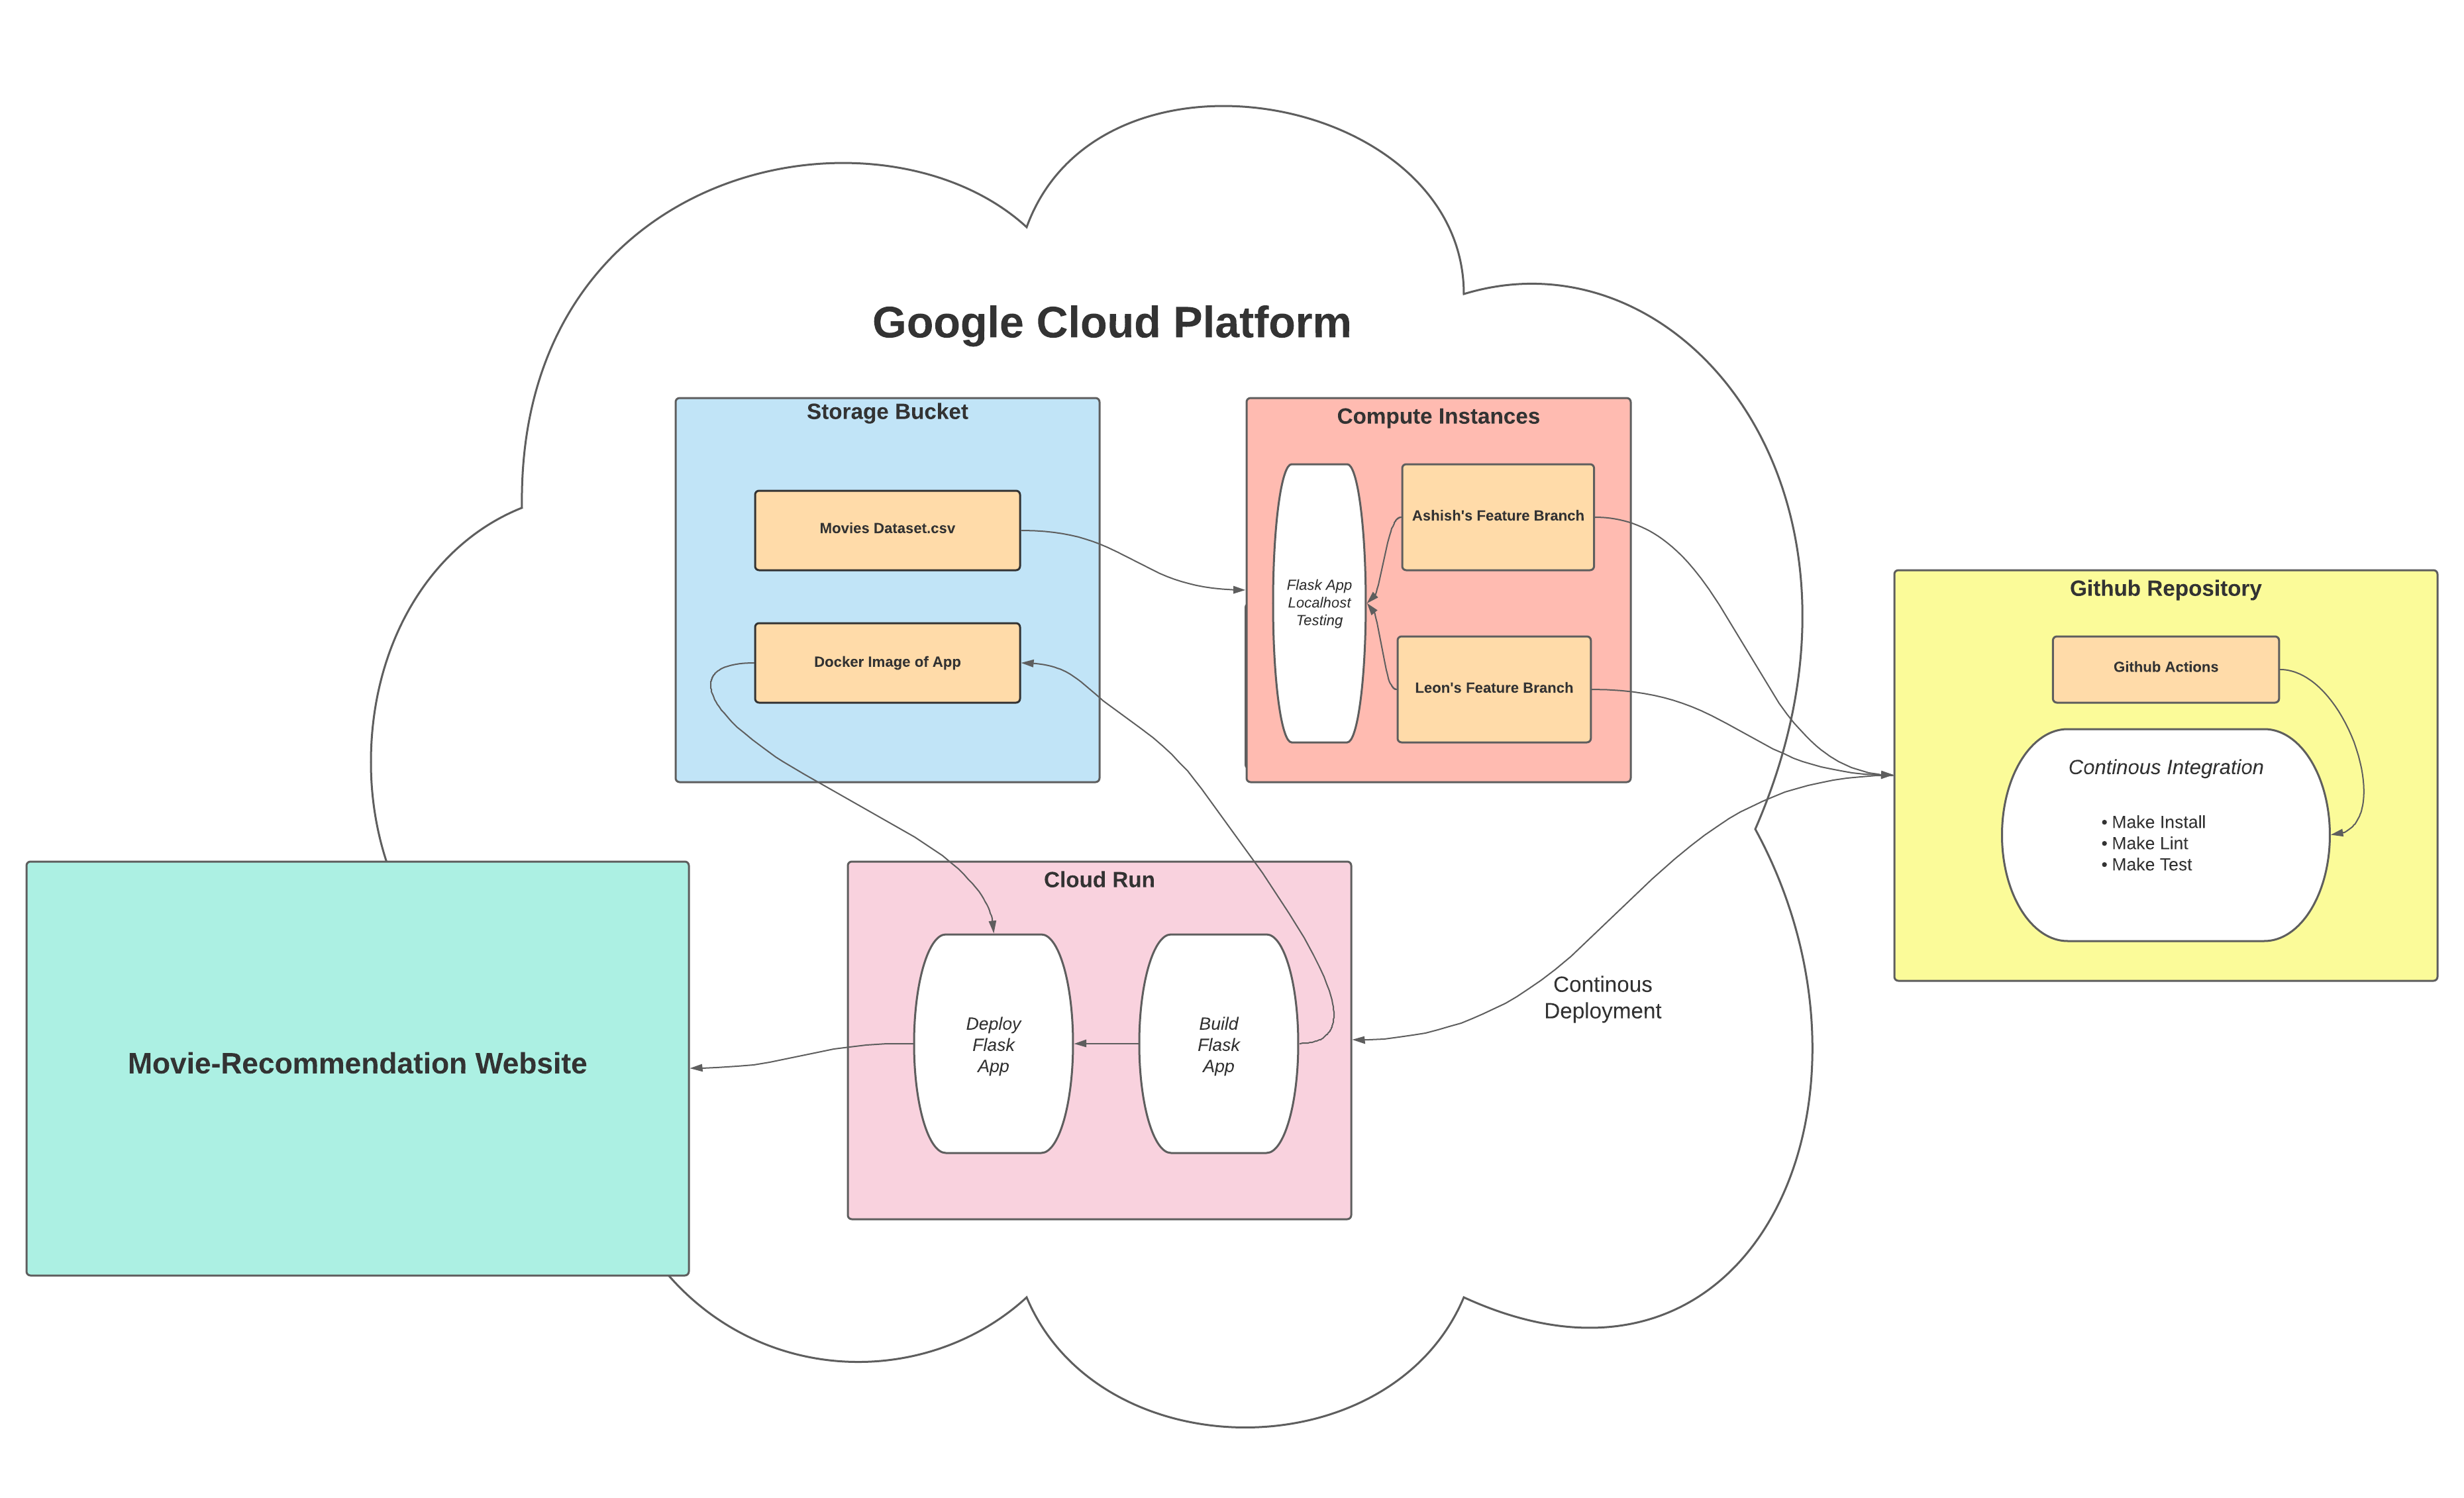 Google Cloud Platform
Storage Bucket
Movies Dataset.csv
Docker Image of App
Compute Instances
Flask App
Localhost
Testing
Ashish's Feature Branch
Leon's Feature Branch
Github Repository
Github Actions
Continous Integration
• Make Install
• Make Lint
• Make Test
Movie-Recommendation Website
Cloud Run
Deploy
Flask
App
Build
Flask
App
Continous
Deployment